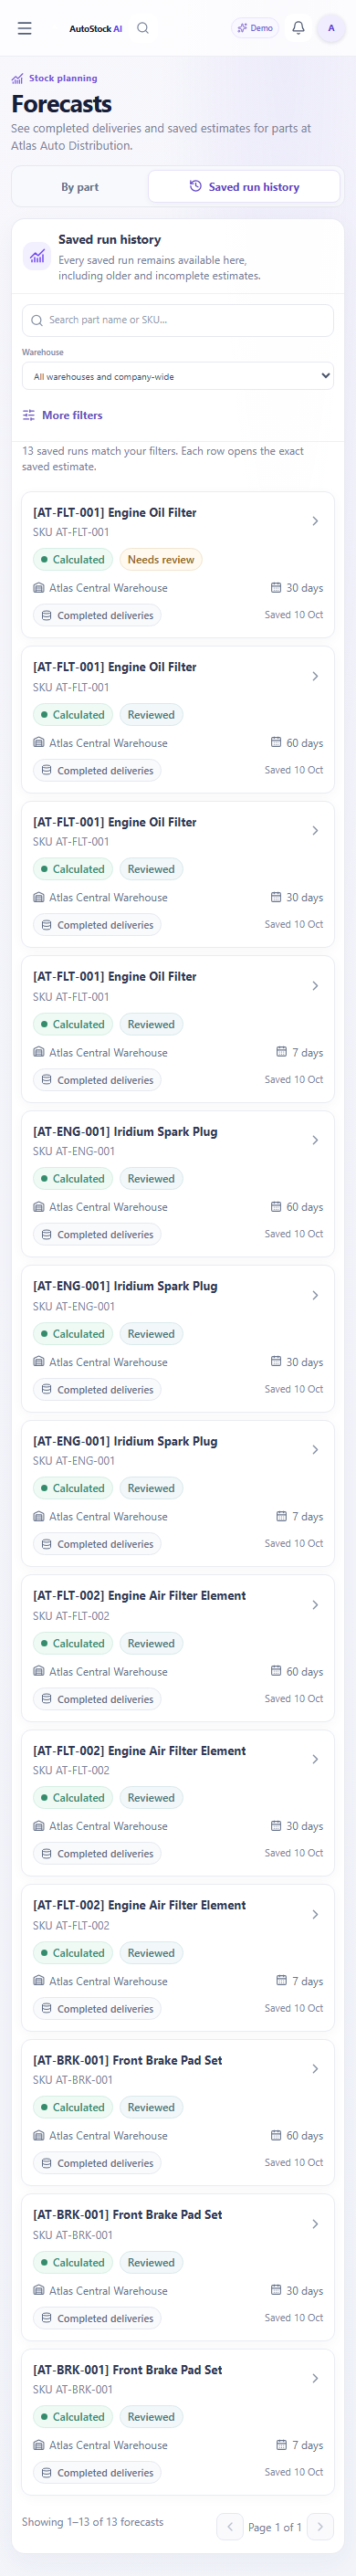 AutoStock AI
Demo
A
Stock planning
Forecasts
See completed deliveries and saved estimates for parts at
Atlas Auto Distribution.
By part
Saved run history
Saved run history
Every saved run remains available here,
including older and incomplete estimates.
Search part name or SKU...
Warehouse
All warehouses and company-wide
More filters
13 saved runs match your filters. Each row opens the exact
saved estimate.
[AT-FLT-001] Engine Oil Filter
SKU AT-FLT-001
Calculated Needs review
Atlas Central Warehouse 30 days
Completed deliveries Saved 10 Oct
[AT-FLT-001] Engine Oil Filter
SKU AT-FLT-001
Calculated Reviewed
Atlas Central Warehouse 60 days
Completed deliveries Saved 10 Oct
[AT-FLT-001] Engine Oil Filter
SKU AT-FLT-001
Calculated Reviewed
Atlas Central Warehouse 30 days
Completed deliveries Saved 10 Oct
[AT-FLT-001] Engine Oil Filter
SKU AT-FLT-001
Calculated Reviewed
Atlas Central Warehouse 7 days
Completed deliveries Saved 10 Oct
[AT-ENG-001] Iridium Spark Plug
SKU AT-ENG-001
Calculated Reviewed
Atlas Central Warehouse 60 days
Completed deliveries Saved 10 Oct
[AT-ENG-001] Iridium Spark Plug
SKU AT-ENG-001
Calculated Reviewed
Atlas Central Warehouse 30 days
Completed deliveries Saved 10 Oct
[AT-ENG-001] Iridium Spark Plug
SKU AT-ENG-001
Calculated Reviewed
Atlas Central Warehouse 7 days
Completed deliveries Saved 10 Oct
[AT-FLT-002] Engine Air Filter Element
SKU AT-FLT-002
Calculated Reviewed
Atlas Central Warehouse 60 days
Completed deliveries Saved 10 Oct
[AT-FLT-002] Engine Air Filter Element
SKU AT-FLT-002
Calculated Reviewed
Atlas Central Warehouse 30 days
Completed deliveries Saved 10 Oct
[AT-FLT-002] Engine Air Filter Element
SKU AT-FLT-002
Calculated Reviewed
Atlas Central Warehouse 7 days
Completed deliveries Saved 10 Oct
[AT-BRK-001] Front Brake Pad Set
SKU AT-BRK-001
Calculated Reviewed
Atlas Central Warehouse 60 days
Completed deliveries Saved 10 Oct
[AT-BRK-001] Front Brake Pad Set
SKU AT-BRK-001
Calculated Reviewed
Atlas Central Warehouse 30 days
Completed deliveries Saved 10 Oct
[AT-BRK-001] Front Brake Pad Set
SKU AT-BRK-001
Calculated Reviewed
Atlas Central Warehouse 7 days
Completed deliveries Saved 10 Oct
Showing 1–13 of 13 forecasts Page 1 of 1